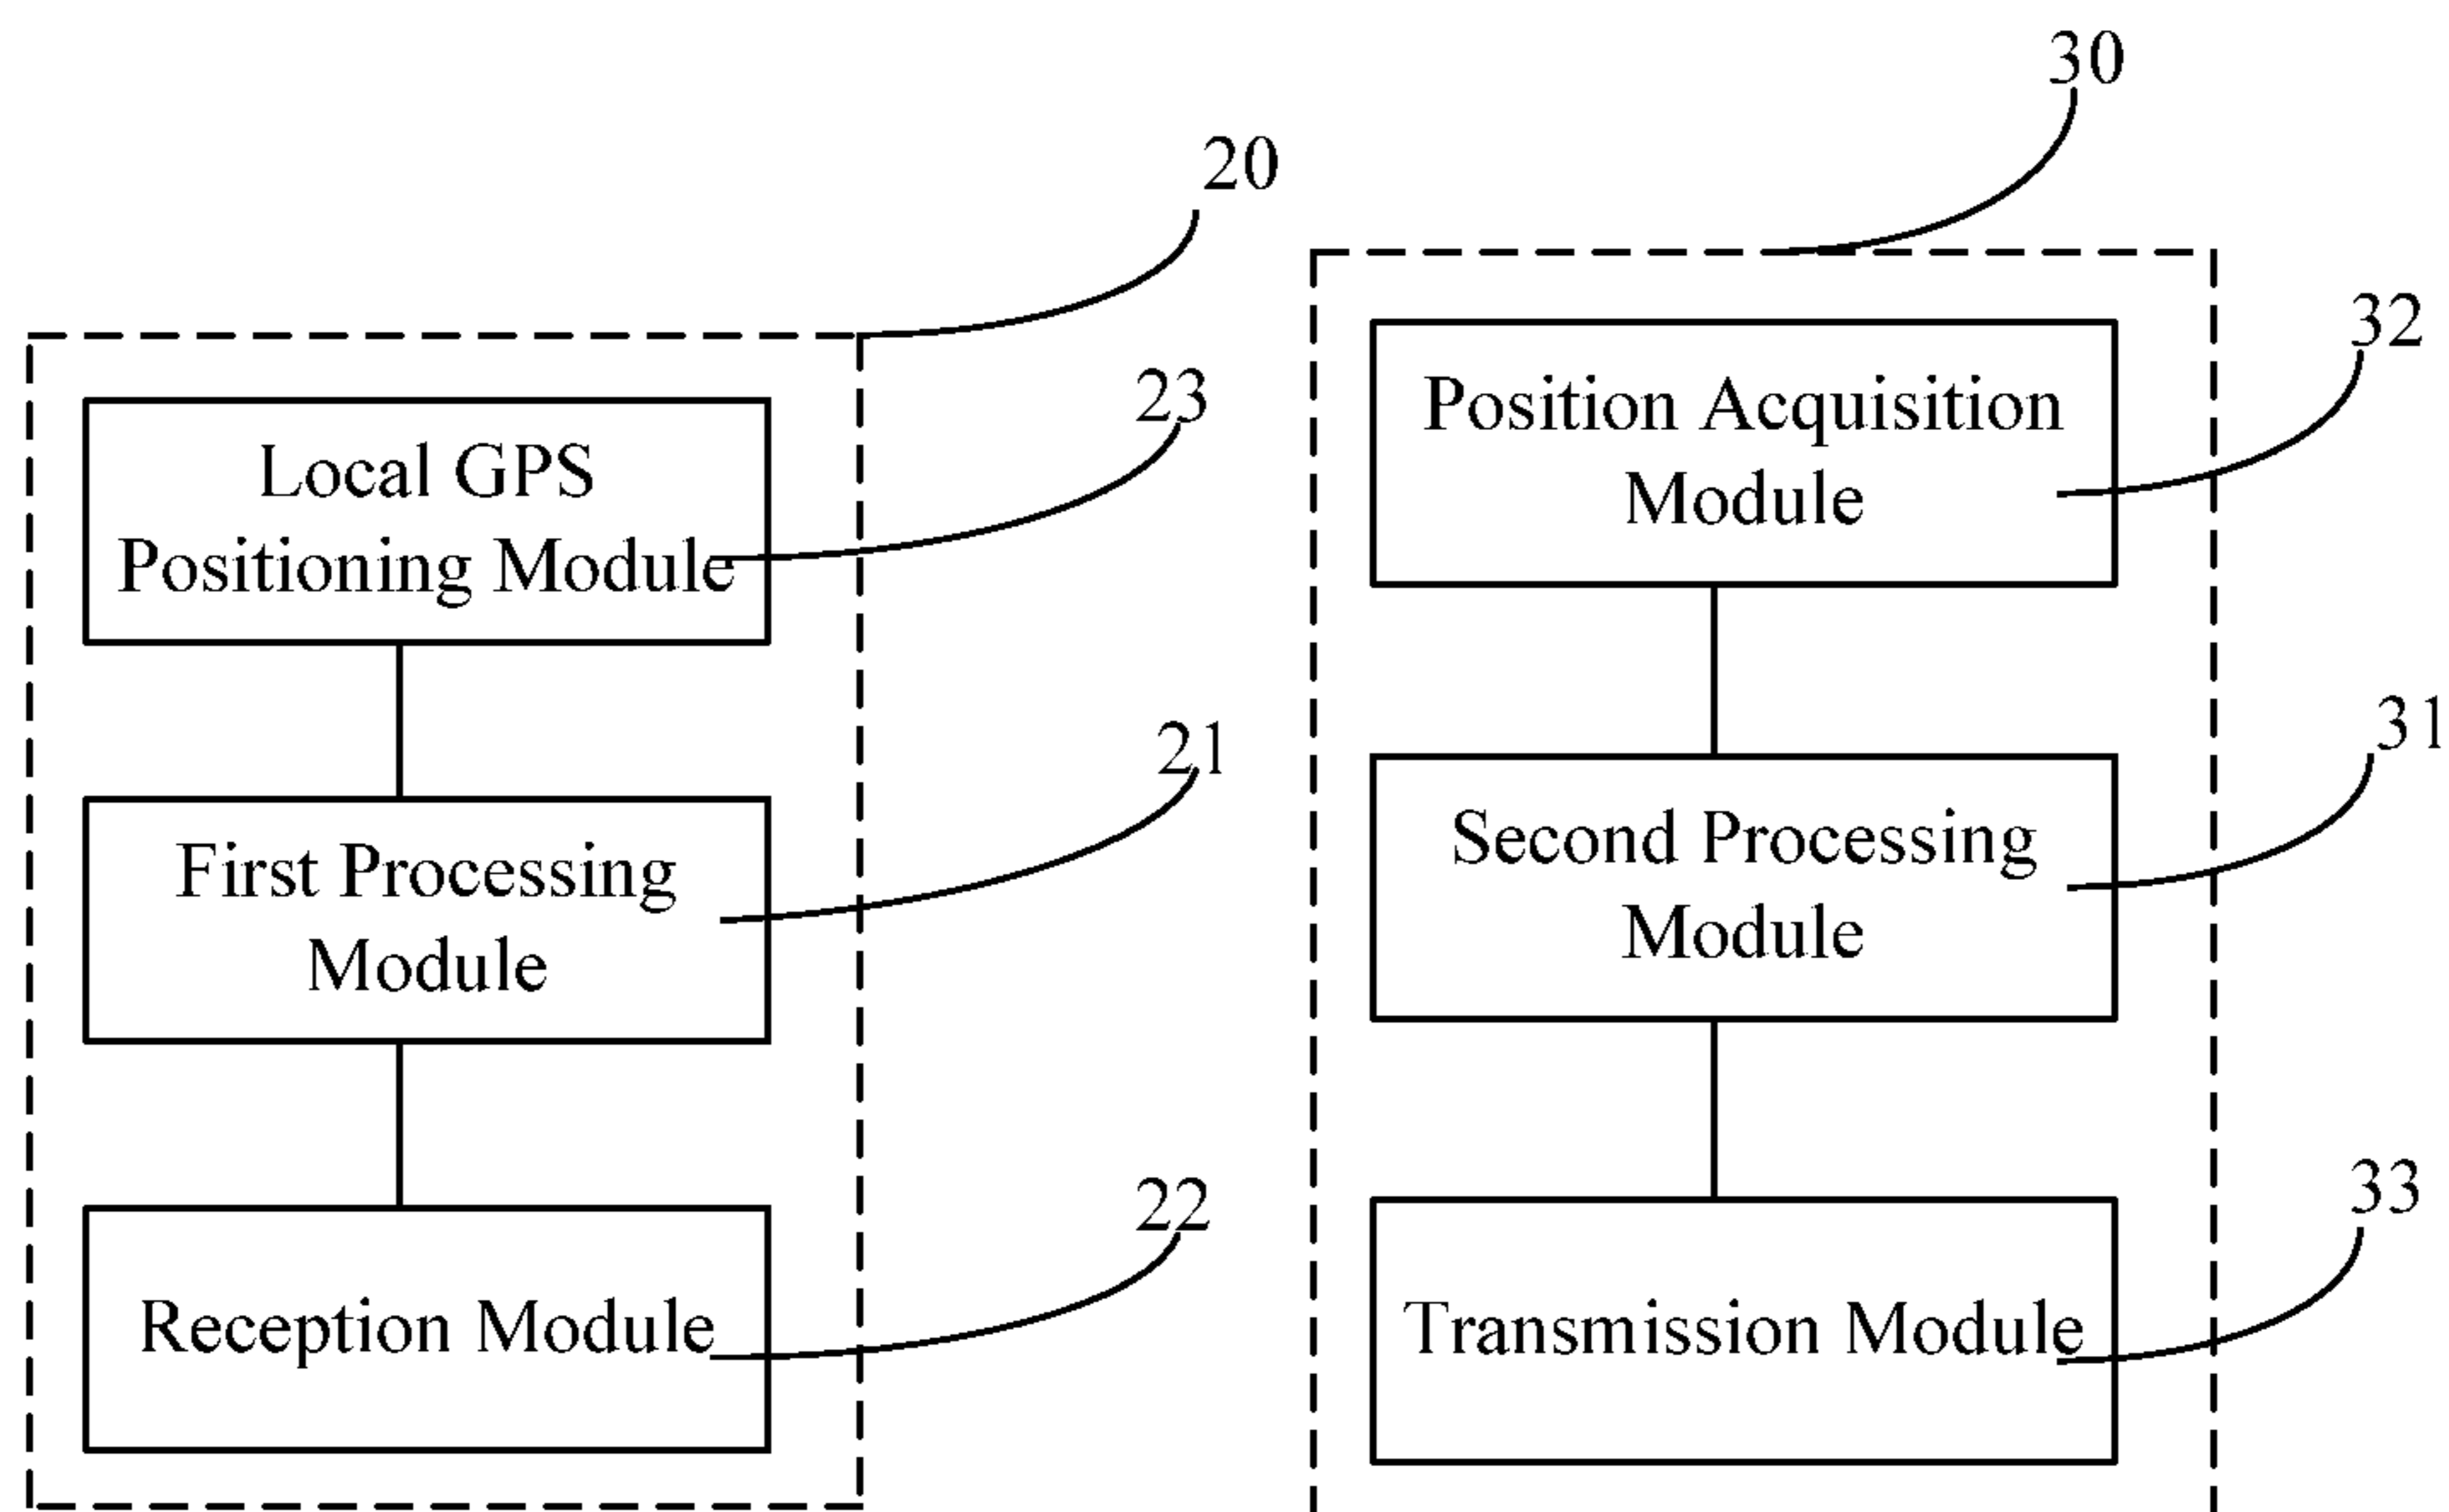 30
20
32
23
Local GPS
Positioning Module
Position Acquisition
Module
21
31
First Processing
Module
Second Processing
Module
22
33
Reception Module
Transmission Module